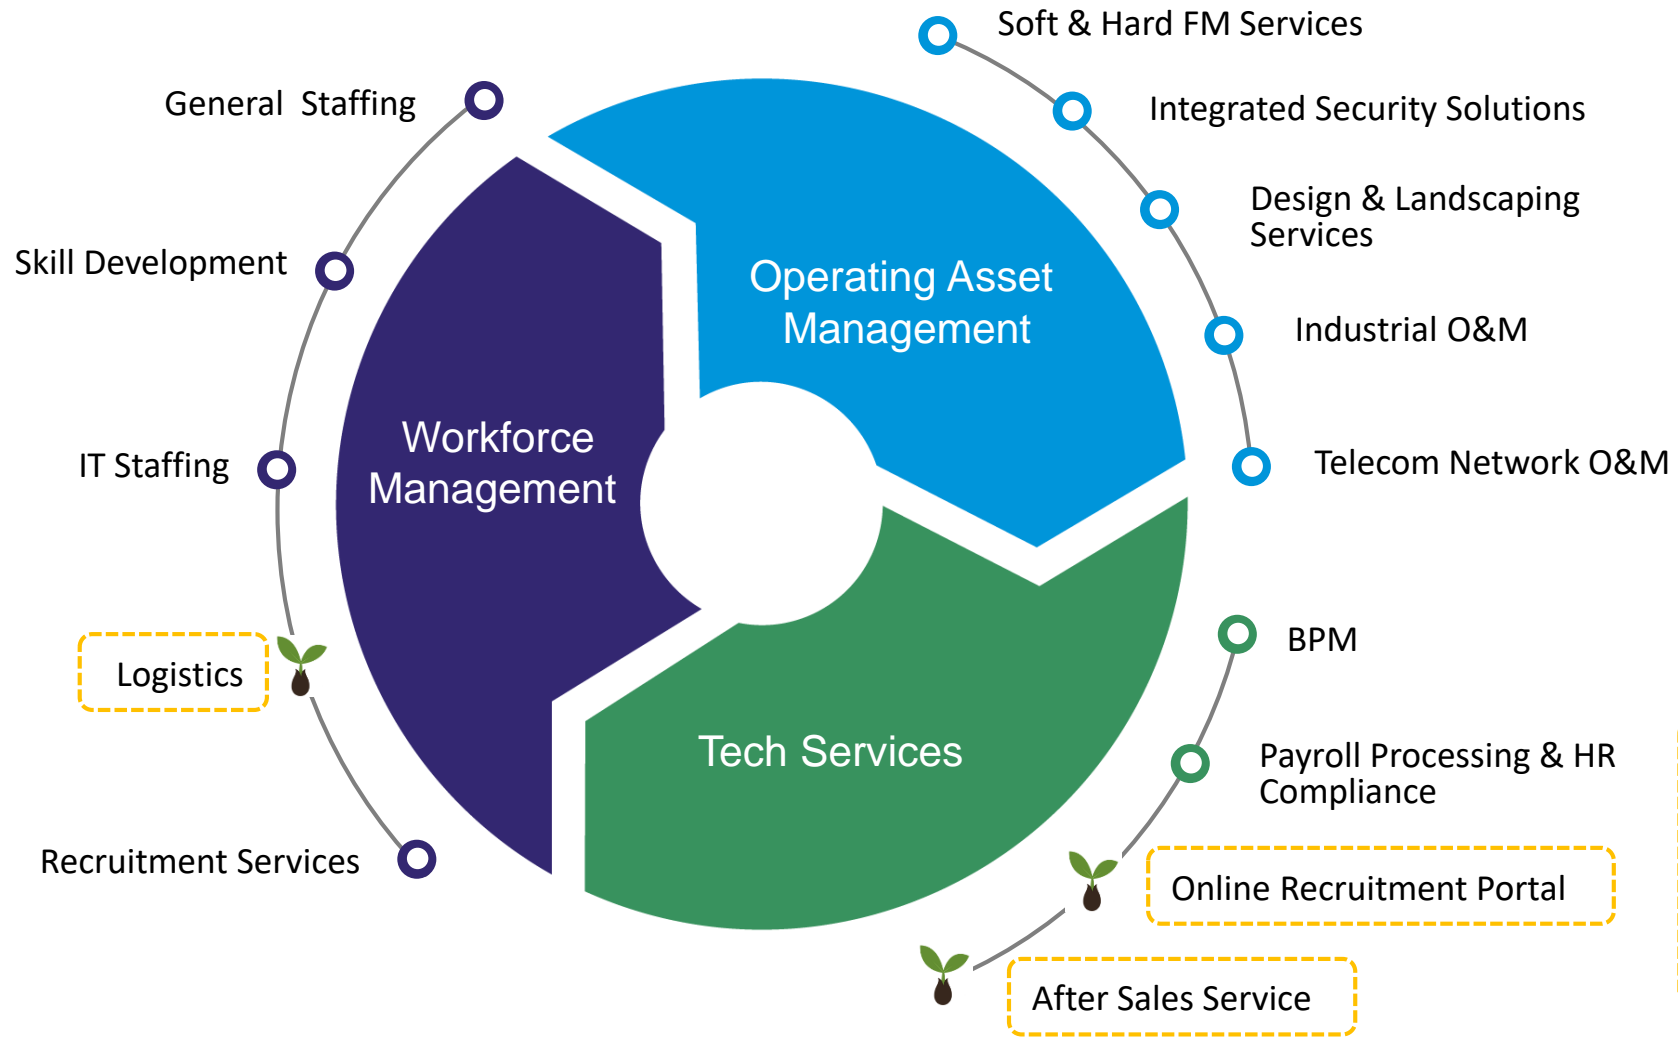 Soft & Hard FM Services
General  Staffing
Integrated Security Solutions
Design & Landscaping
Services
Skill Development
Operating Asset
Management
Industrial O&M
Workforce
Management
IT Staffing
Telecom Network O&M
BPM
Logistics
Tech Services
Payroll Processing & HR
Compliance
Recruitment Services
Online Recruitment Portal
After Sales Service